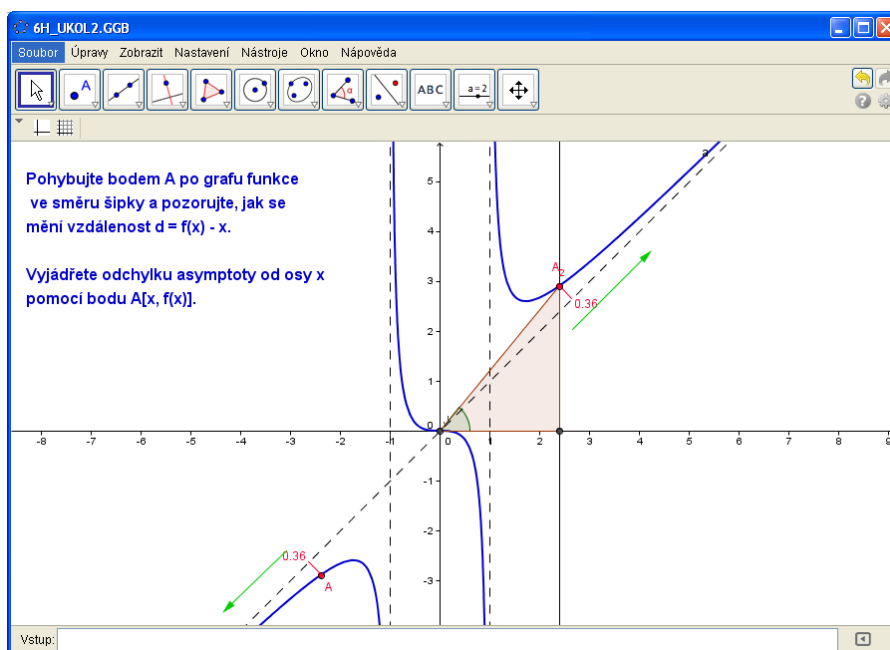 6H_UKOL2.GGB
Soubor Úpravy Zobrazit Nastavení Nástroje Okno Nápověda
A α ABC a=2
Pohybujte bodem A po grafu funkce
ve směru šipky a pozorujte, jak se
mění vzdálenost d = f(x) - x.
Vyjádřete odchylku asymptoty od osy x
pomocí bodu A[x, f(x)].
a
5
4
A2
3
0.36
2
1
0
-8 -7 -6 -5 -4 -3 -2 -1 0 1 2 3 4 5 6 7 8 9
-1
-2
0.36
A
-3
Vstup: